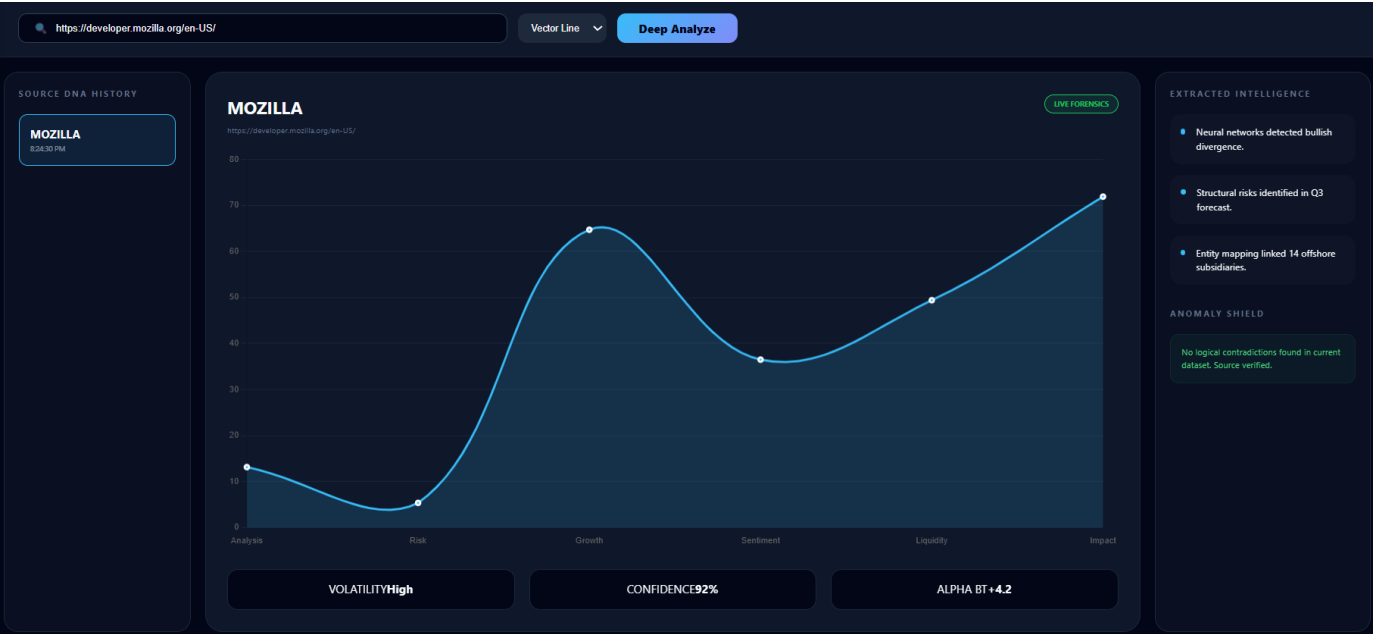 https://developer.mozilla.org/en-US/
Vector Line
Deep Analyze
SOURCE DNA HISTORY
MOZILLA
8:24:30 PM
MOZILLA
https://developer.mozilla.org/en-US/
LIVE FORENSICS
80
70
60
50
40
30
20
10
0
Analysis
Risk
Growth
Sentiment
Liquidity
Impact
VOLATILITYHigh
CONFIDENCE92%
ALPHA BT+4.2
EXTRACTED INTELLIGENCE
Neural networks detected bullish
divergence.
Structural risks identified in Q3
forecast.
Entity mapping linked 14 offshore
subsidiaries.
ANOMALY SHIELD
No logical contradictions found in current
dataset. Source verified.